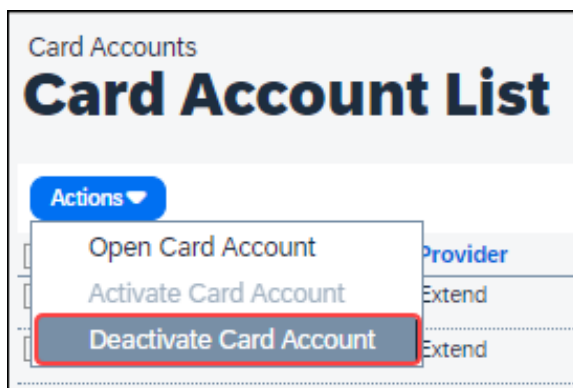 Card Accounts
Card Account List
Actions
Open Card Account
Provider
Activate Card Account
Extend
Deactivate Card Account
Extend